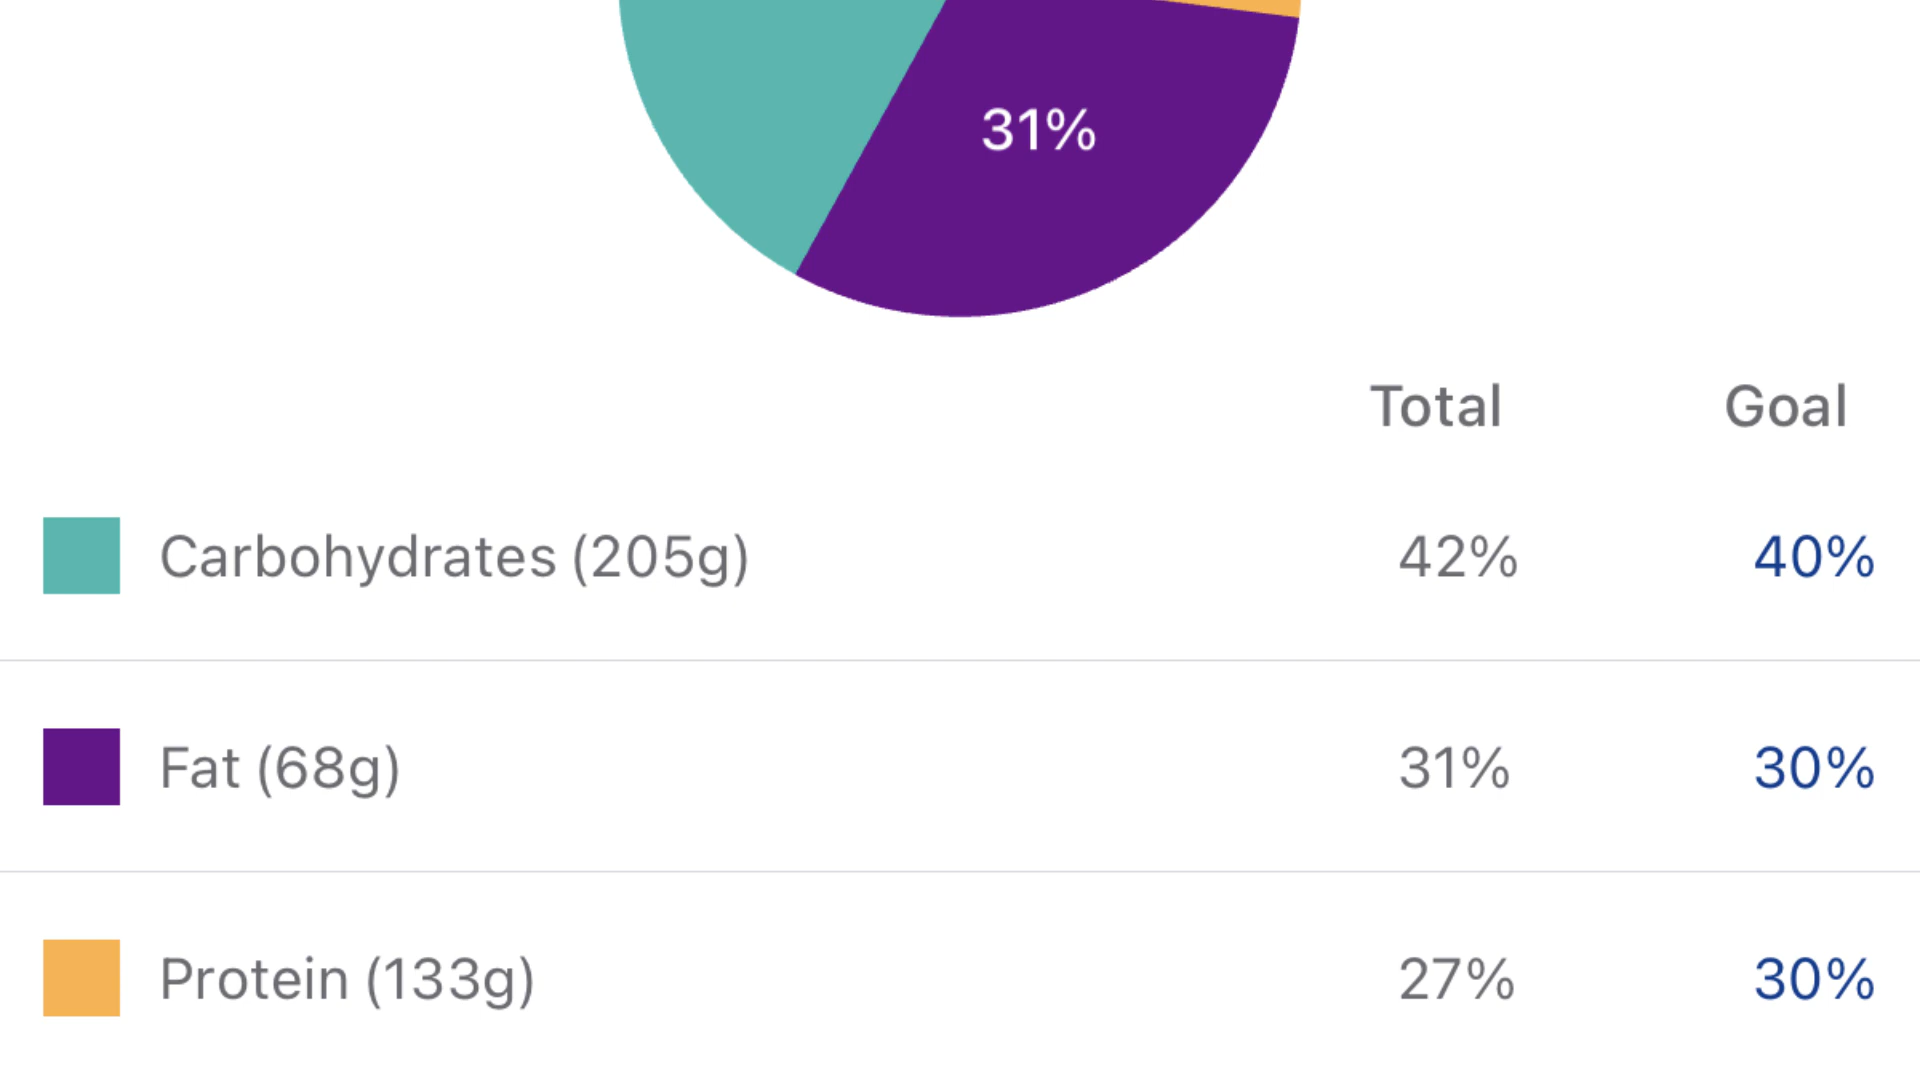 31%
Total Goal
Carbohydrates (205g) 42% 40%
Fat (68g) 31% 30%
Protein (133g) 27% 30%